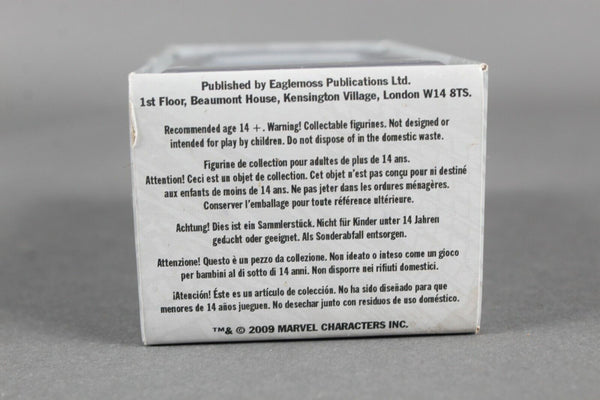 Published by Eaglemoss Publications Ltd.
1st Floor, Beaumont House, Kensington Village, London W14 8TS.
Recommended age 14 +. Warning! Collectable figurines. Not designed or
intended for play by children. Do not dispose of in the domestic waste.
Figurine de collection pour adultes de plus de 14 ans.
Attention! Ceci est un objet de collection. Cet objet n'est pas conçu pour ni destiné
aux enfants de moins de 14 ans. Ne pas jeter dans les ordures ménagères.
Conserver l'emballage pour toute référence ultérieure.
Achtung! Dies ist ein Sammlerstück. Nicht für Kinder unter 14 Jahren
gedacht oder geeignet. Als Sonderabfall entsorgen.
Attenzione! Questo è un pezzo da collezione. Non ideato o inteso come un gioco
per bambini al di sotto di 14 anni. Non disporre nei rifiuti domestici.
¡Atención! Éste es un artículo de colección. No ha sido diseñado para que
menores de 14 años jueguen. No desechar junto con residuos de uso doméstico.
™& © 2009 MARVEL CHARACTERS INC.